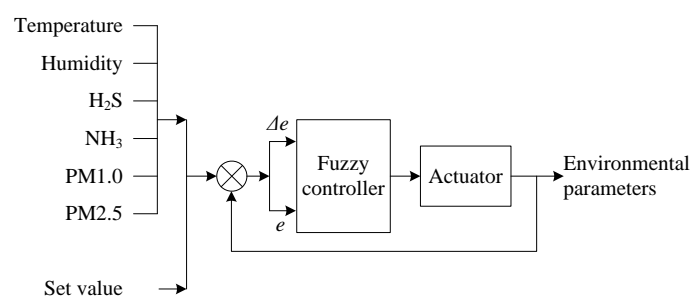 Temperature
Humidity
H₂S
NH₃
PM1.0
PM2.5
Set value
Δe
e
Fuzzy
controller
Actuator
Environmental
parameters